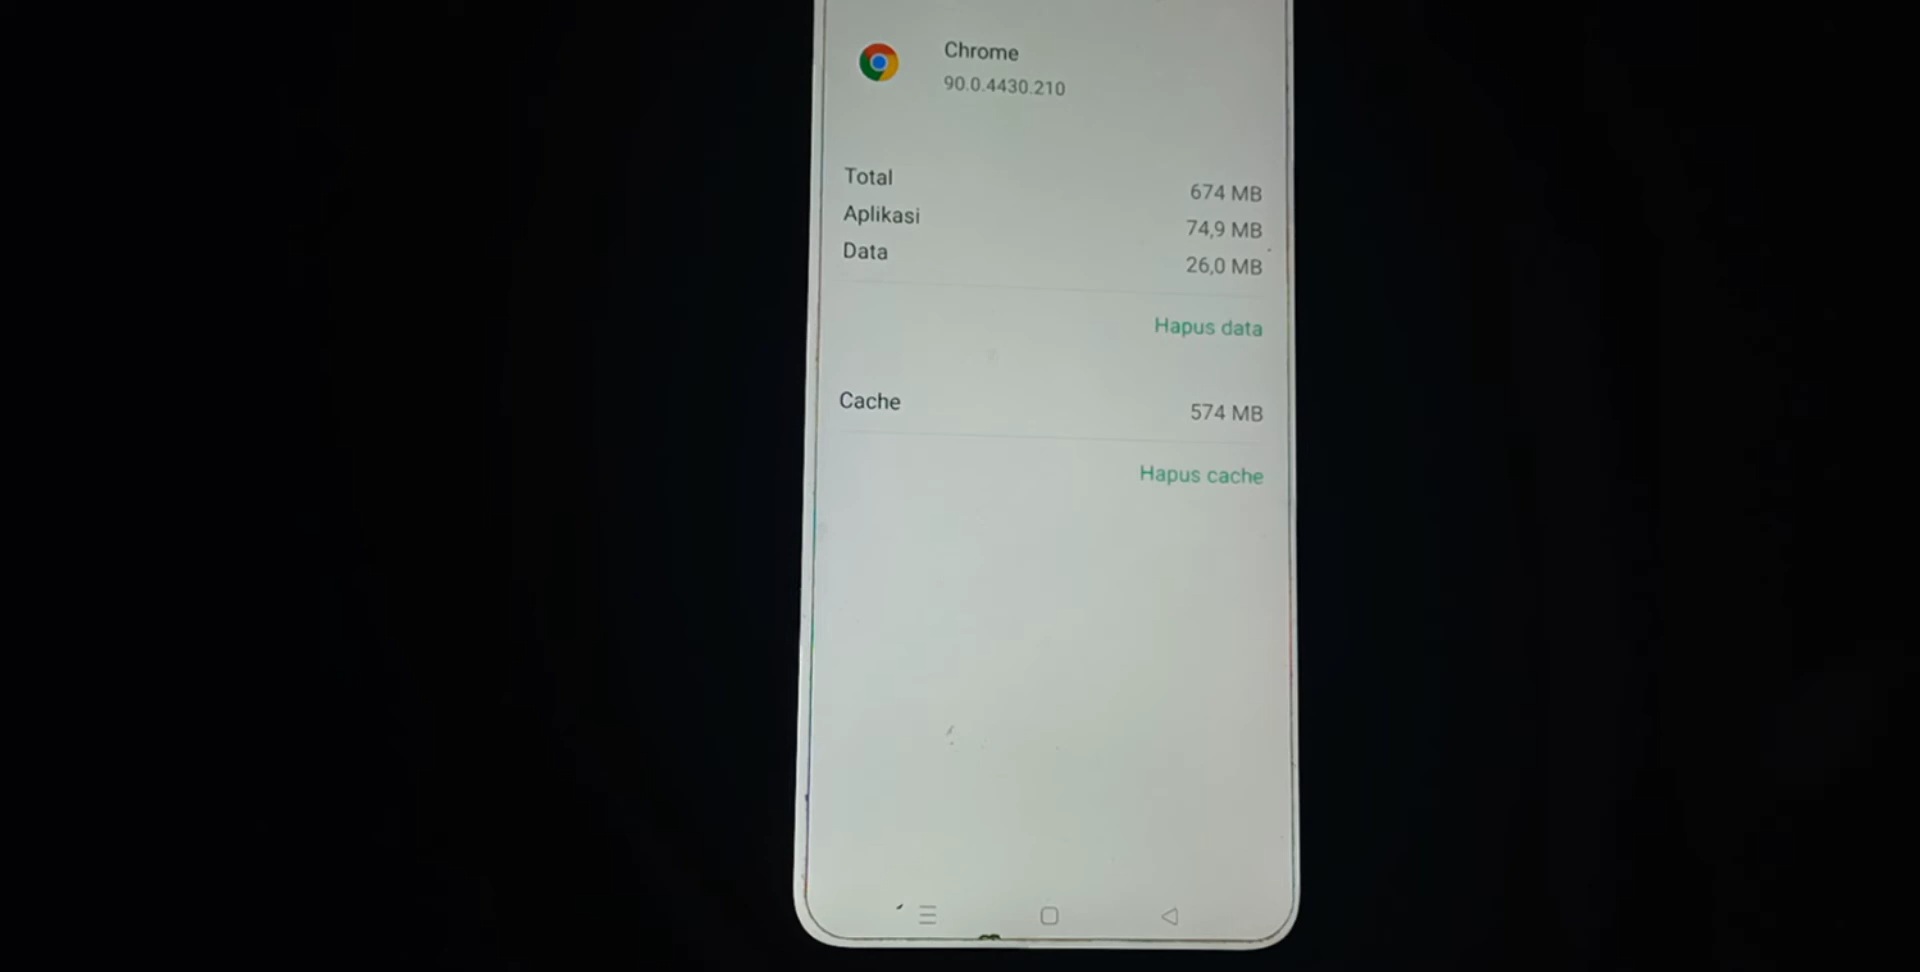 Chrome
90.0.4430.210
Total 674 MB
Aplikasi 74,9 MB
Data 26,0 MB
Hapus data
Cache 574 MB
Hapus cache